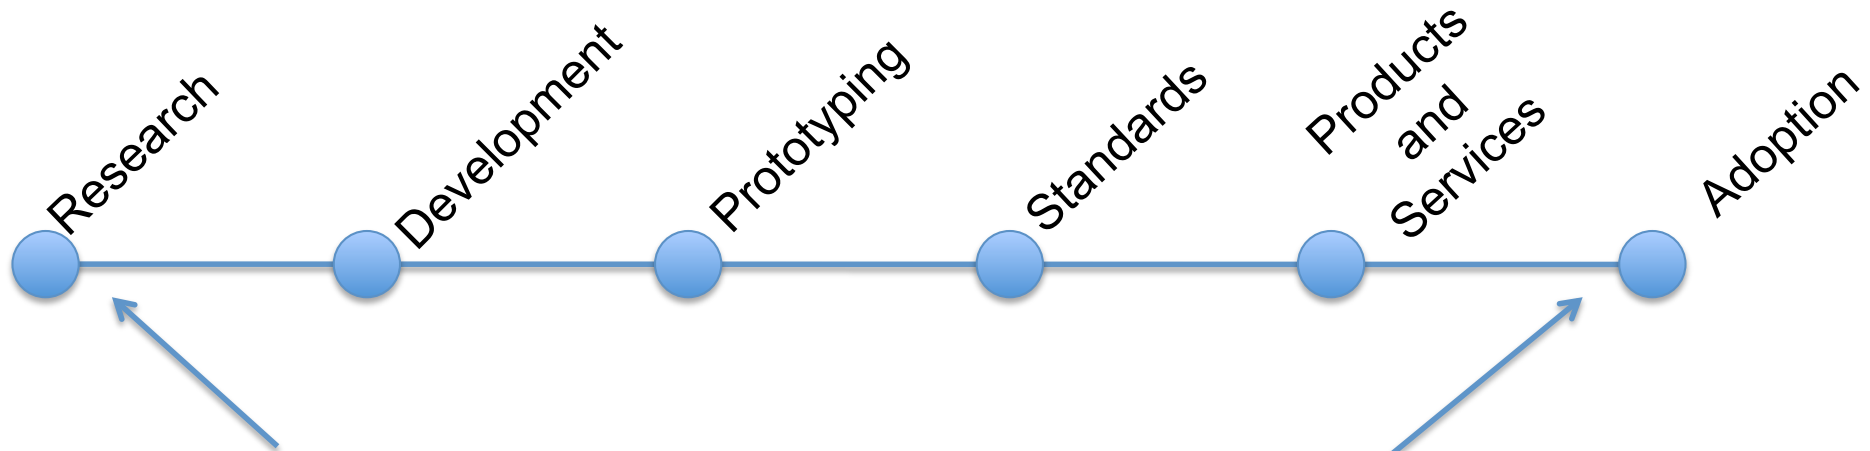 Research
Development
Prototyping
Standards
Products
and
Services
Adoption